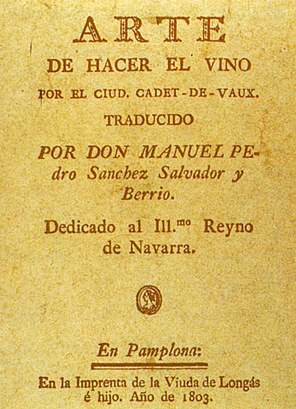 ARTE
DE HACER EL VINO
POR EL CIUD. CADET-DE-VAUX.
TRADUCIDO
POR DON MANUEL PE-
dro Sanchez Salvador y
Berrio.
Dedicado al Ill.mo Reyno
de Navarra.
En Pamplona:
En la Imprenta de la Viuda de Longás
é hijo. Año de 1803.